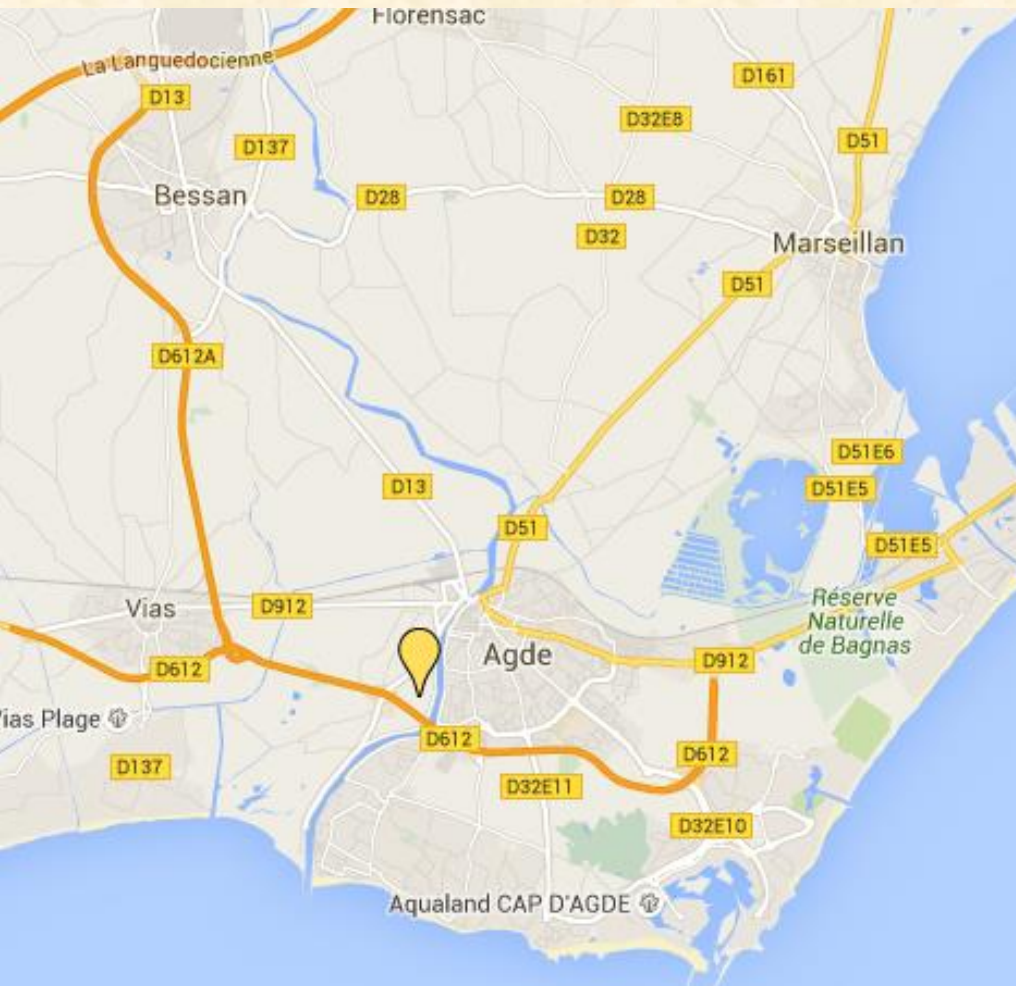 Florensac
La Languedocienne
D161
D13
D32E8
D51
D137
Bessan
D28
D28
D32
Marseillan
D51
D612A
D51E6
D13
D51E5
D51
D51E5
Vias
D912
Réserve
Naturelle
de Bagnas
Agde
D912
D612
Vias Plage
D612
D612
D137
D32E11
D32E10
Aqualand CAP D'AGDE